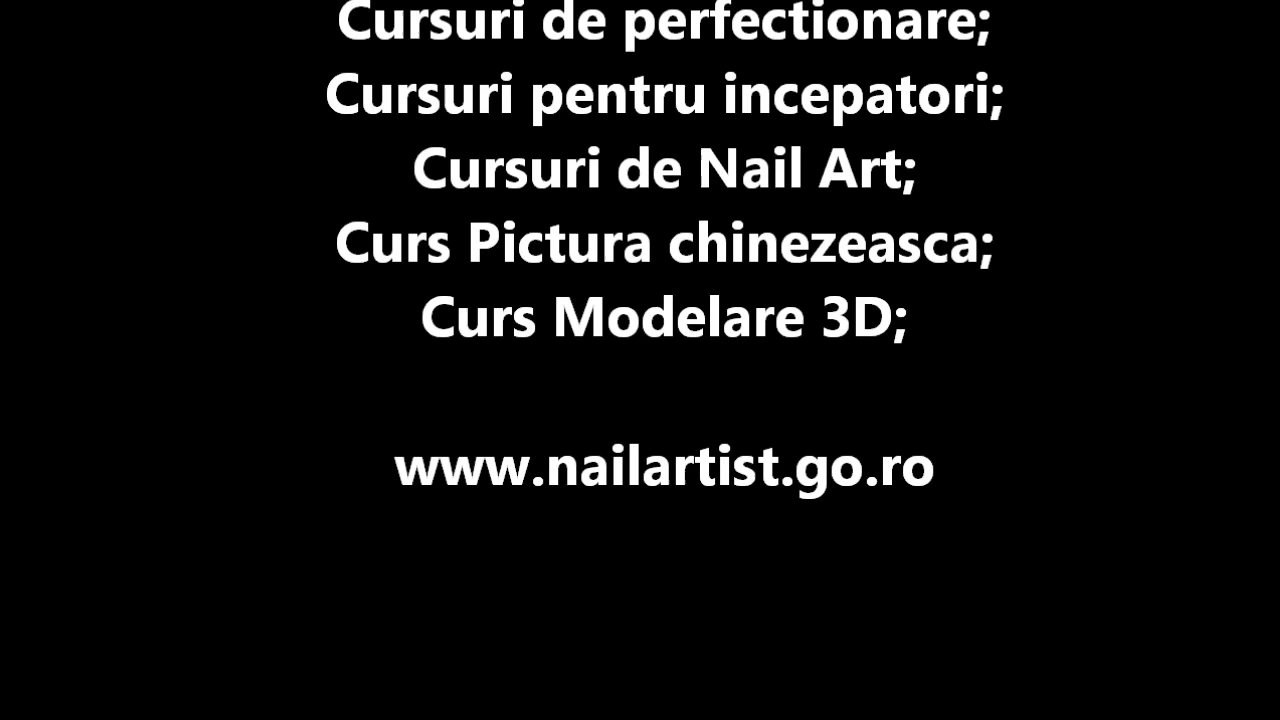 Cursuri de perfectionare;
Cursuri pentru incepatori;
Cursuri de Nail Art;
Curs Pictura chinezeasca;
Curs Modelare 3D;
www.nailartist.go.ro